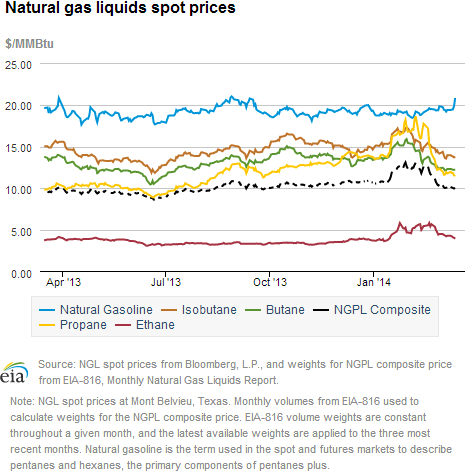 Natural gas liquids spot prices
$/MMBtu
25.00
20.00
15.00
10.00
5.00
0.00
Apr '13
Jul '13
Oct '13
Jan '14
Natural Gasoline Isobutane Butane NGPL Composite
Propane Ethane
eia
Source: NGL spot prices from Bloomberg, L.P., and weights for NGPL composite price
from EIA-816, Monthly Natural Gas Liquids Report.
Note: NGL spot prices at Mont Belvieu, Texas. Monthly volumes from EIA-816 used to
calculate weights for the NGPL composite price. EIA-816 volume weights are constant
throughout a given month, and the latest available weights are applied to the three most
recent months. Natural gasoline is the term used in the spot and futures markets to describe
pentanes and hexanes, the primary components of pentanes plus.